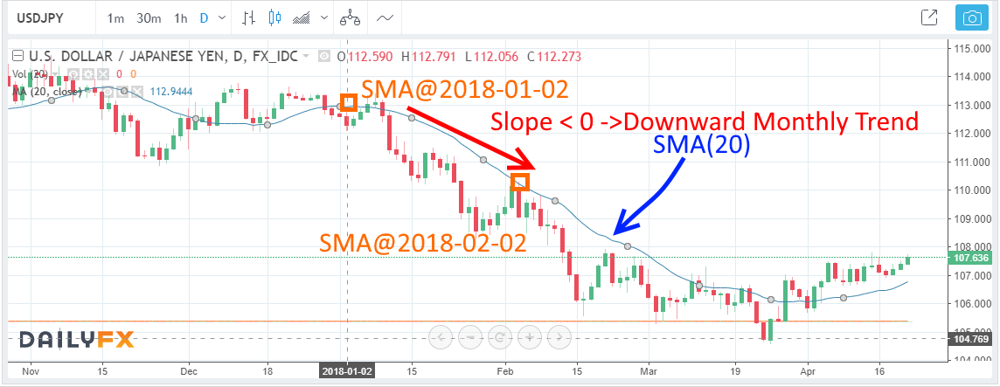 USDJPY 1m 30m 1h D
U.S. DOLLAR / JAPANESE YEN, D, FX_IDC O112.590 H112.791 L112.056 C112.273
Vol (20) 0 0
MA (20, close) 112.9444
SMA@2018-01-02
Slope < 0 ->Downward Monthly Trend
SMA(20)
SMA@2018-02-02
115.000
114.000
113.000
112.000
111.000
110.000
109.000
108.000
107.636
107.000
106.000
105.000
104.769
104.000
DAILYFX
Nov 15 Dec 18 2018-01-02 15 Feb 15 Mar 19 Apr 16